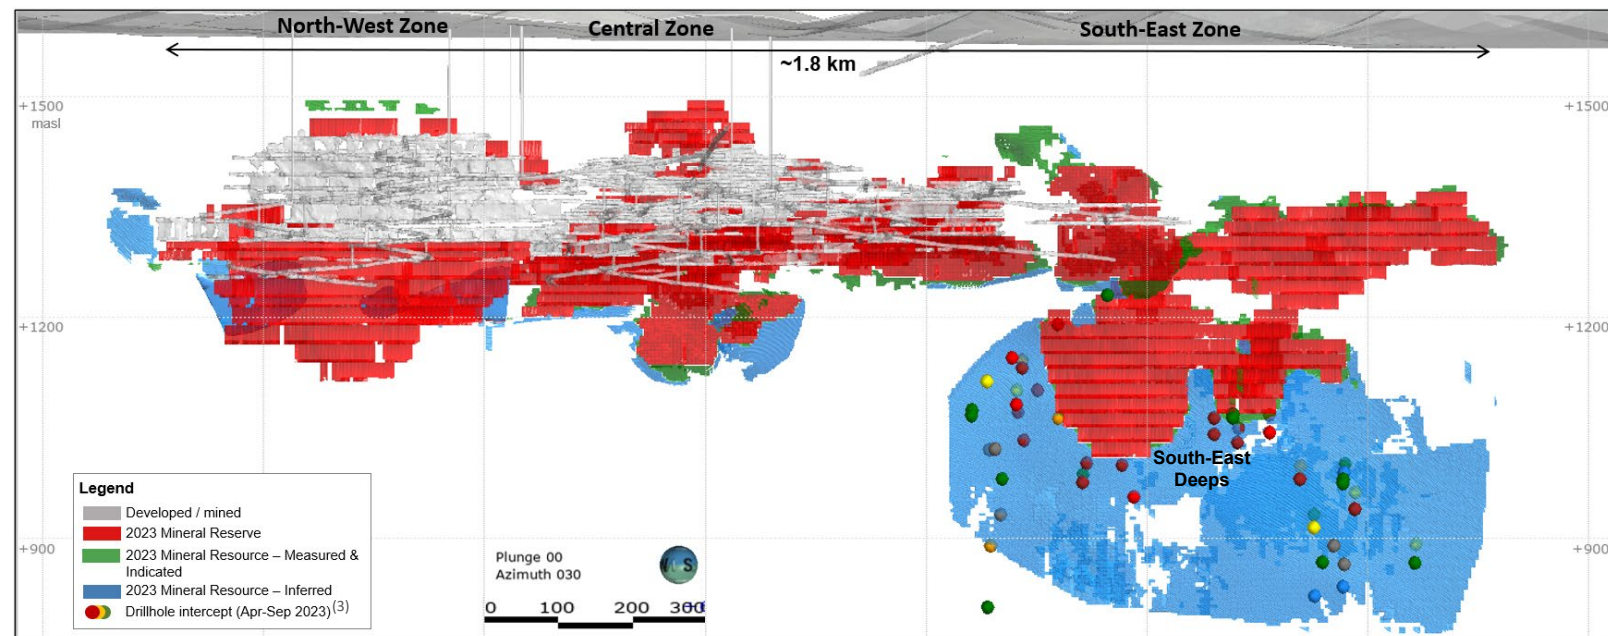 North-West Zone
Central Zone
South-East Zone
~1.8 km
+1500
masl
+1500
+1200
+1200
South-East
Deeps
+900
+900
Legend
Developed / mined
2023 Mineral Reserve
2023 Mineral Resource – Measured &
Indicated
2023 Mineral Resource – Inferred
Drillhole intercept (Apr-Sep 2023)(3)
Plunge 00
Azimuth 030
S
0 100 200 300